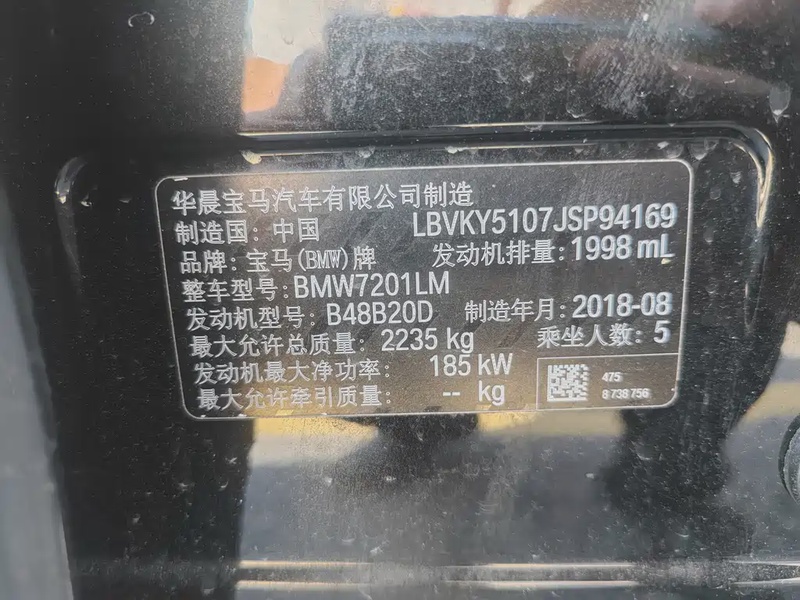 华晨宝马汽车有限公司制造
制造国: 中国 LBVKY5107JSP94169
品牌: 宝马(BMW)牌 发动机排量: 1998 mL
整车型号: BMW7201LM
发动机型号: B48B20D 制造年月: 2018-08
最大允许总质量: 2235 kg 乘坐人数: 5
发动机最大净功率: 185 kW
最大允许牵引质量: -- kg
475
8 738 756